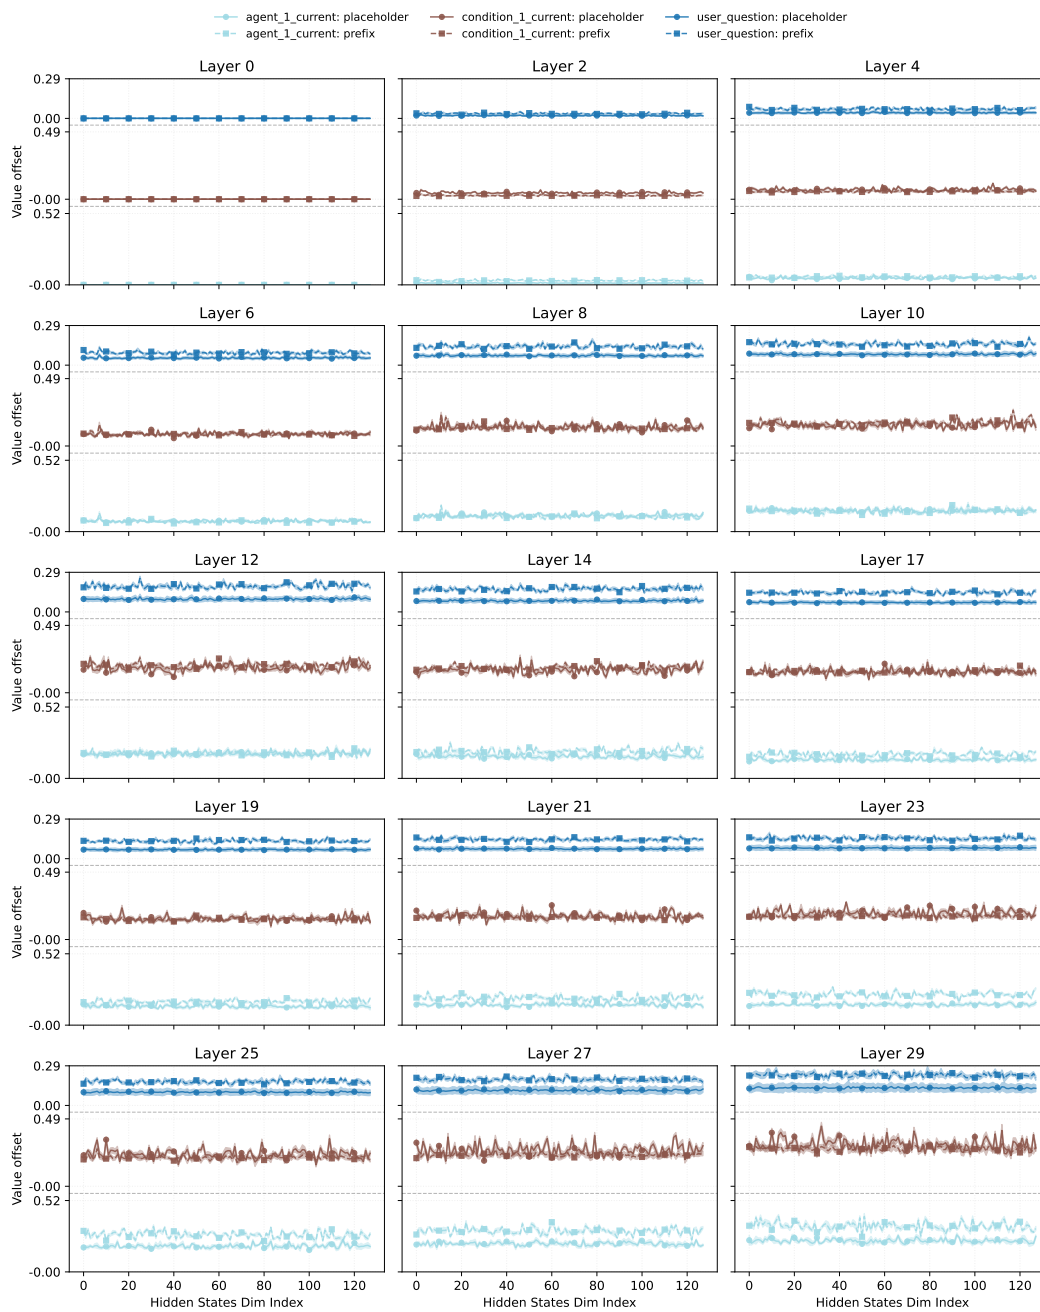 agent_1_current: placeholder condition_1_current: placeholder user_question: placeholder
agent_1_current: prefix condition_1_current: prefix user_question: prefix
Layer 0 Layer 2 Layer 4
0.29
0.00
0.49
-0.00
0.52
-0.00
Value offset
Layer 6 Layer 8 Layer 10
0.29
0.00
0.49
-0.00
0.52
-0.00
Value offset
Layer 12 Layer 14 Layer 17
0.29
0.00
0.49
-0.00
0.52
-0.00
Value offset
Layer 19 Layer 21 Layer 23
0.29
0.00
0.49
-0.00
0.52
-0.00
Value offset
Layer 25 Layer 27 Layer 29
0.29
0.00
0.49
-0.00
0.52
-0.00
Value offset
0 20 40 60 80 100 120 0 20 40 60 80 100 120 0 20 40 60 80 100 120
Hidden States Dim Index Hidden States Dim Index Hidden States Dim Index